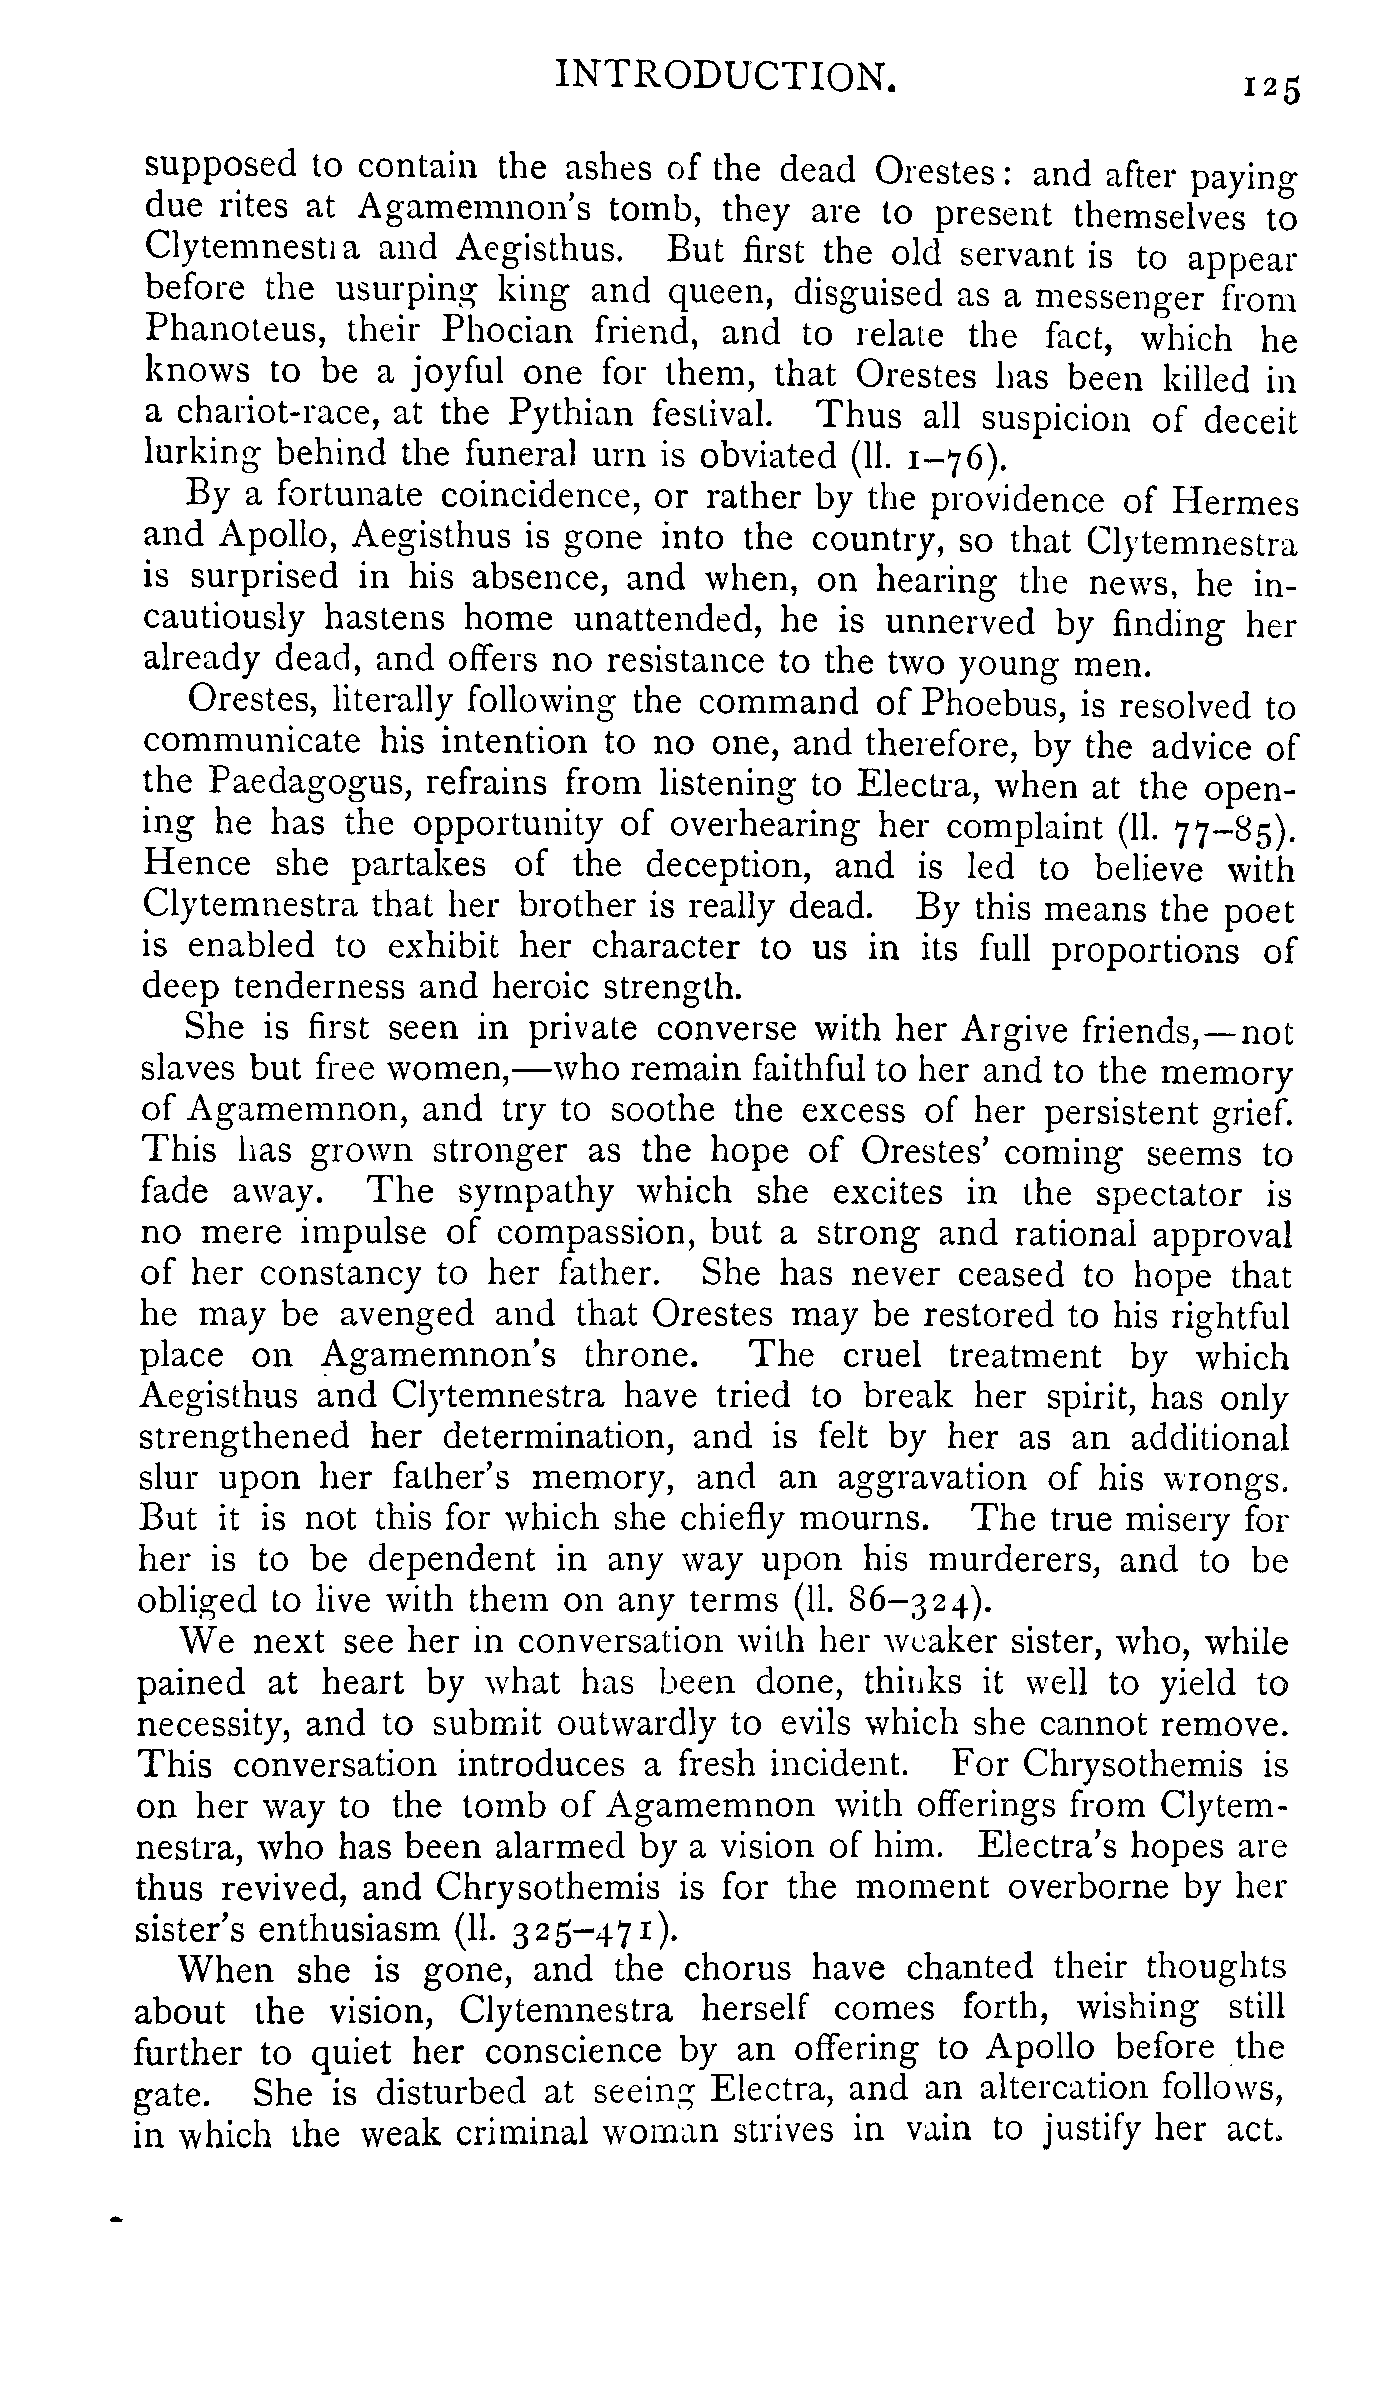 INTRODUCTION. 125
supposed to contain the ashes of the dead Orestes: and after paying
due rites at Agamemnon's tomb, they are to present themselves to
Clytemnestra and Aegisthus. But first the old servant is to appear
before the usurping king and queen, disguised as a messenger from
Phanoteus, their Phocian friend, and to relate the fact, which he
knows to be a joyful one for them, that Orestes has been killed in
a chariot-race, at the Pythian festival. Thus all suspicion of deceit
lurking behind the funeral urn is obviated (ll. 1–76).
By a fortunate coincidence, or rather by the providence of Hermes
and Apollo, Aegisthus is gone into the country, so that Clytemnestra
is surprised in his absence, and when, on hearing the news, he in-
cautiously hastens home unattended, he is unnerved by finding her
already dead, and offers no resistance to the two young men.
Orestes, literally following the command of Phoebus, is resolved to
communicate his intention to no one, and therefore, by the advice of
the Paedagogus, refrains from listening to Electra, when at the open-
ing he has the opportunity of overhearing her complaint (ll. 77–85).
Hence she partakes of the deception, and is led to believe with
Clytemnestra that her brother is really dead. By this means the poet
is enabled to exhibit her character to us in its full proportions of
deep tenderness and heroic strength.
She is first seen in private converse with her Argive friends,—not
slaves but free women,—who remain faithful to her and to the memory
of Agamemnon, and try to soothe the excess of her persistent grief.
This has grown stronger as the hope of Orestes' coming seems to
fade away. The sympathy which she excites in the spectator is
no mere impulse of compassion, but a strong and rational approval
of her constancy to her father. She has never ceased to hope that
he may be avenged and that Orestes may be restored to his rightful
place on Agamemnon's throne. The cruel treatment by which
Aegisthus and Clytemnestra have tried to break her spirit, has only
strengthened her determination, and is felt by her as an additional
slur upon her father's memory, and an aggravation of his wrongs.
But it is not this for which she chiefly mourns. The true misery for
her is to be dependent in any way upon his murderers, and to be
obliged to live with them on any terms (ll. 86–324).
We next see her in conversation with her weaker sister, who, while
pained at heart by what has been done, thinks it well to yield to
necessity, and to submit outwardly to evils which she cannot remove.
This conversation introduces a fresh incident. For Chrysothemis is
on her way to the tomb of Agamemnon with offerings from Clytem-
nestra, who has been alarmed by a vision of him. Electra's hopes are
thus revived, and Chrysothemis is for the moment overborne by her
sister's enthusiasm (ll. 325–471).
When she is gone, and the chorus have chanted their thoughts
about the vision, Clytemnestra herself comes forth, wishing still
further to quiet her conscience by an offering to Apollo before the
gate. She is disturbed at seeing Electra, and an altercation follows,
in which the weak criminal woman strives in vain to justify her act.